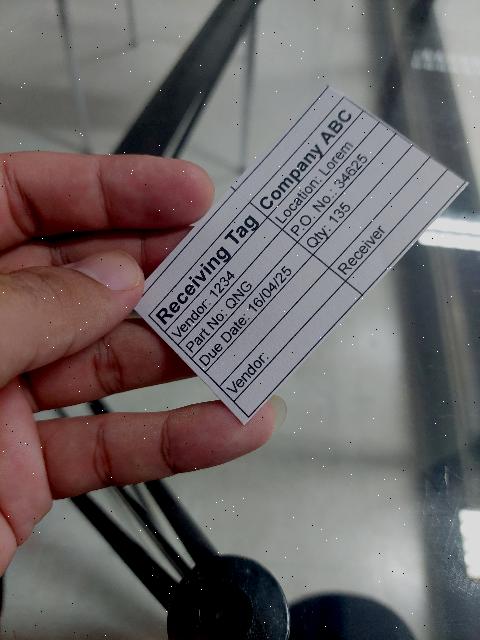 Receiving Tag Company ABC
Vendor: 1234 Location: Lorem
Part No: QNG P.O. No.: 34625
Due Date: 16/04/25 Qty: 135
Vendor: Receiver